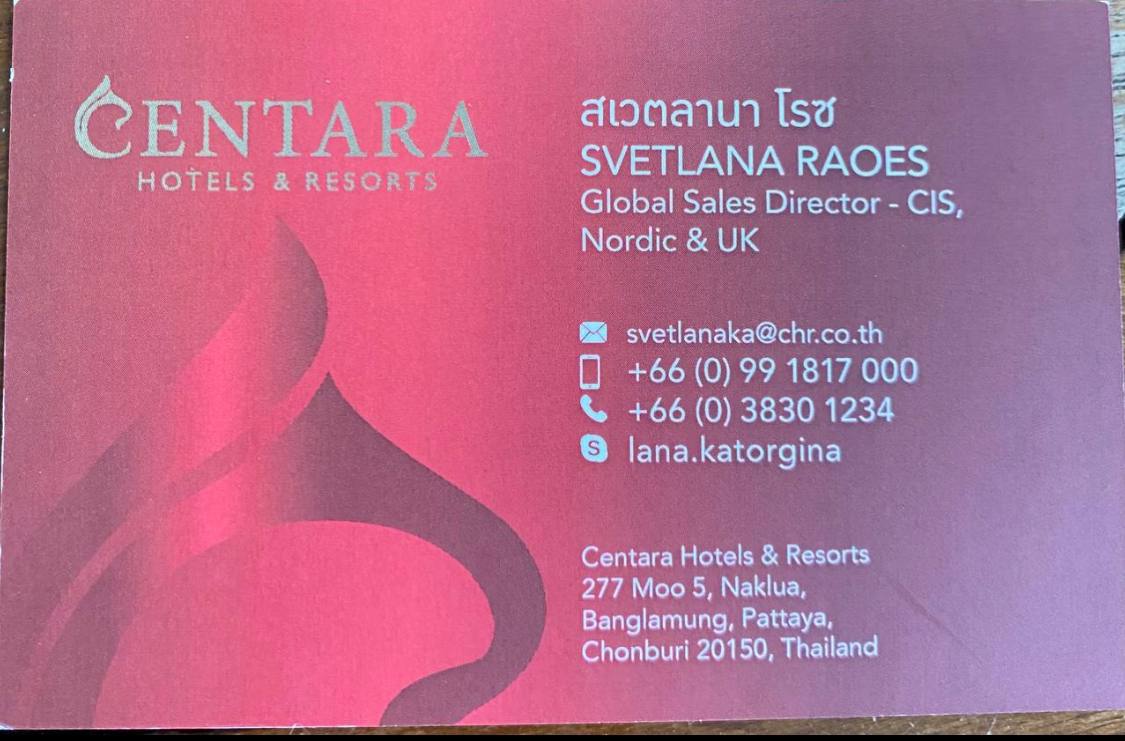 CENTARA
HOTELS & RESORTS
สเวตลานา โรซ
SVETLANA RAOES
Global Sales Director - CIS,
Nordic & UK
svetlanaka@chr.co.th
+66 (0) 99 1817 000
+66 (0) 3830 1234
S lana.katorgina
Centara Hotels & Resorts
277 Moo 5, Naklua,
Banglamung, Pattaya,
Chonburi 20150, Thailand